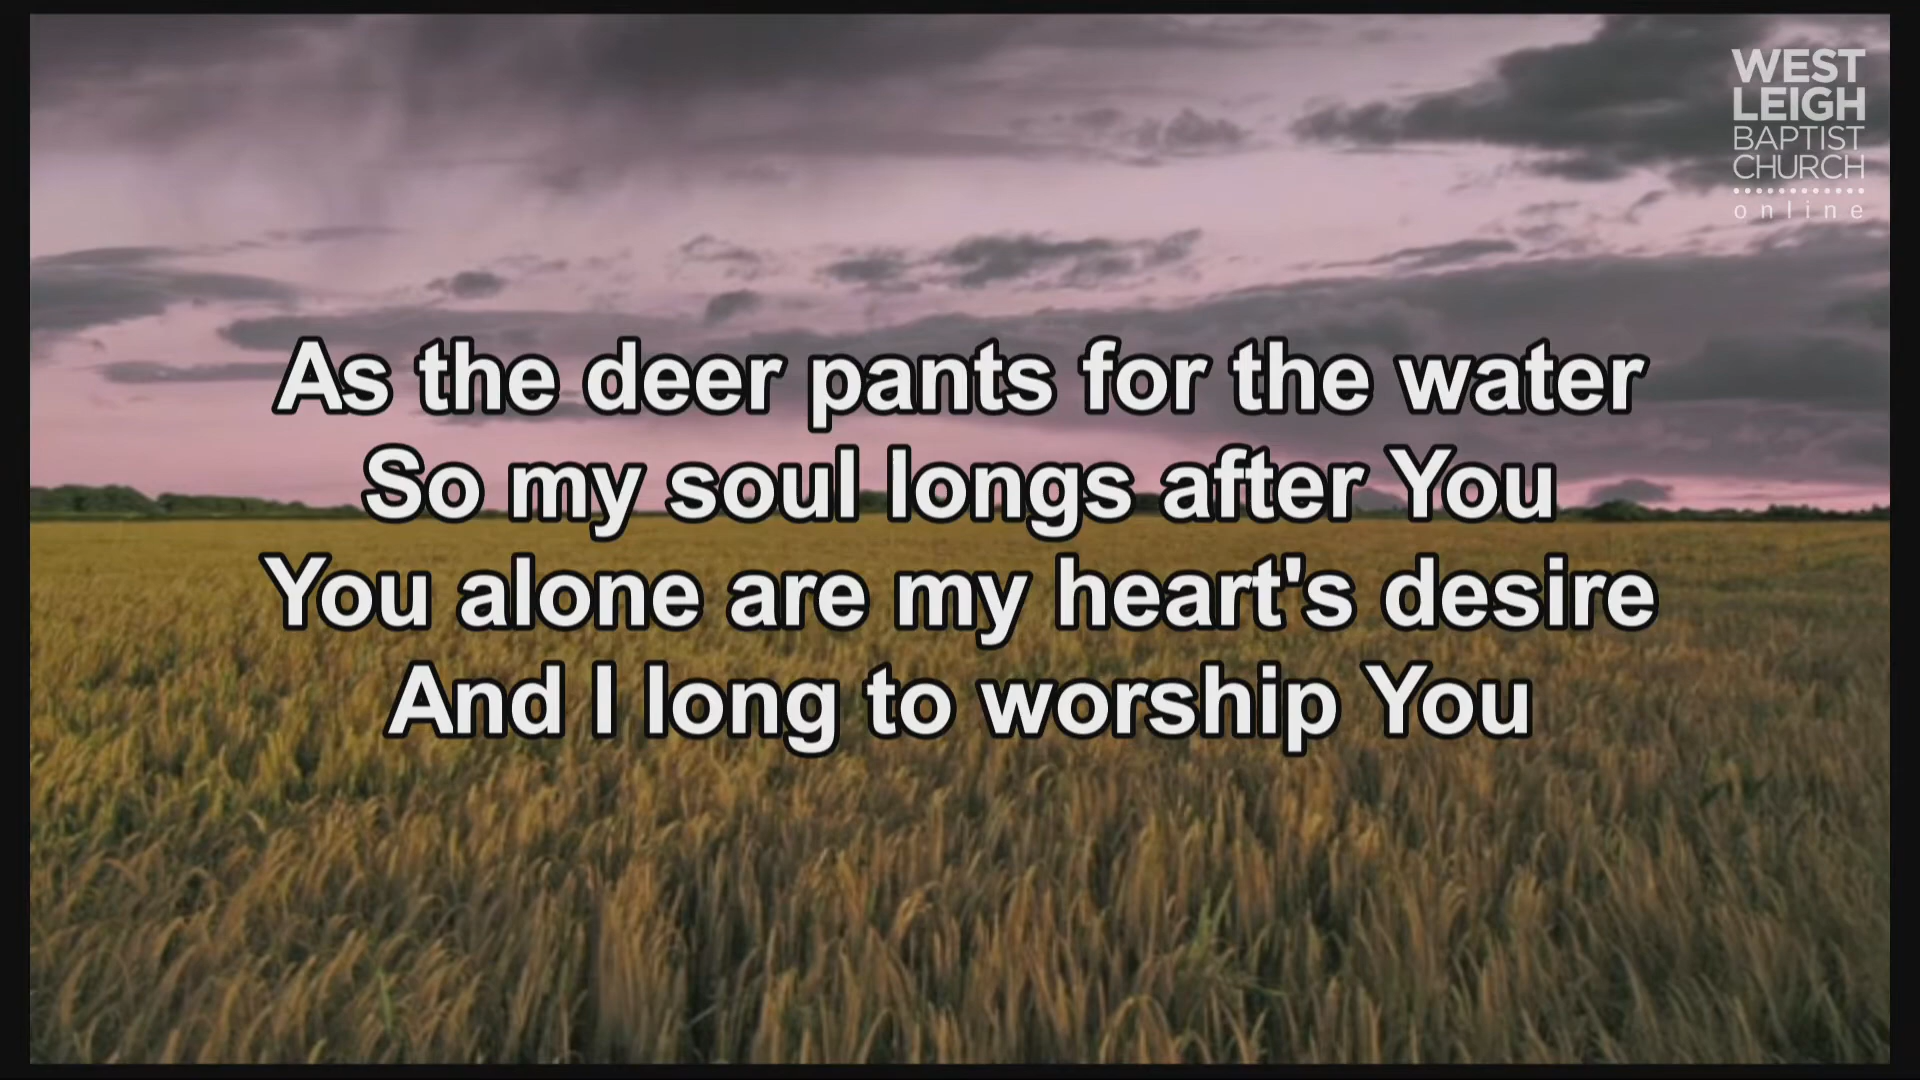 WEST
LEIGH
BAPTIST
CHURCH
online
As the deer pants for the water
So my soul longs after You
You alone are my heart's desire
And I long to worship You